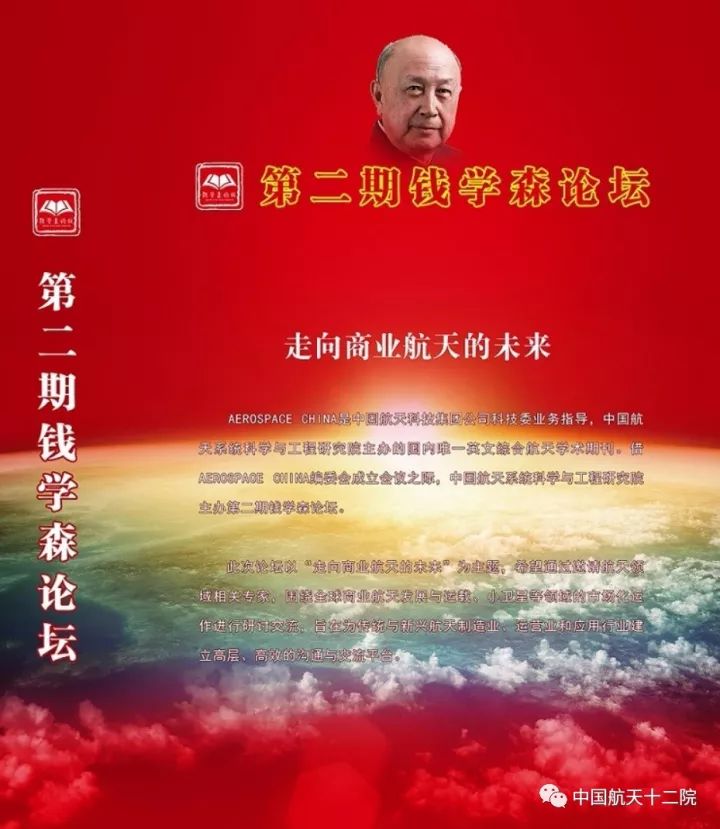 第二期钱学森论坛
第二期钱学森论坛
走向商业航天的未来
AEROSPACE CHINA是中国航天科技集团公司科技委业务指导，中国航
天系统科学与工程研究院主办的国内唯一英文综合航天学术期刊。借
AEROSPACE CHINA编委会成立会议之际，中国航天系统科学与工程研究院
主办第二期钱学森论坛。
此次论坛以“走向商业航天的未来”为主题，希望通过邀请航天领
域相关专家，围绕全球商业航天发展与运载、小卫星等领域的市场化运
作进行研讨交流，旨在为传统与新兴航天制造业、运营业和应用行业建
立高层、高效的沟通与交流平台。
中国航天十二院